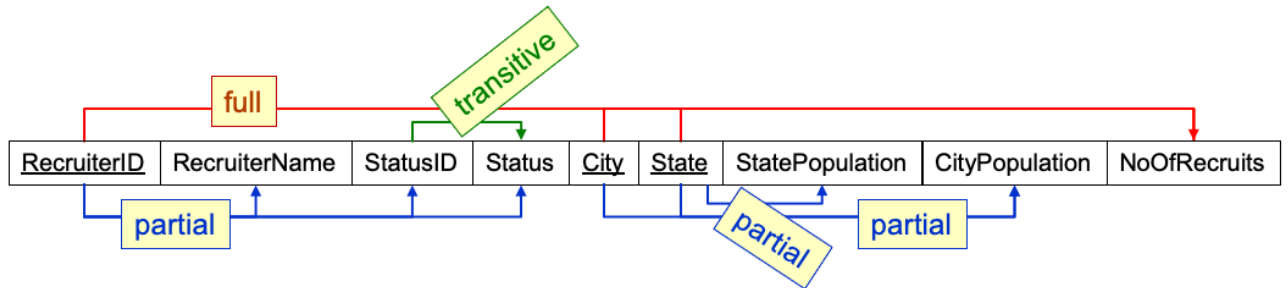 transitive
full
RecruiterID RecruiterName StatusID Status City State StatePopulation CityPopulation NoOfRecruits
partial partial partial